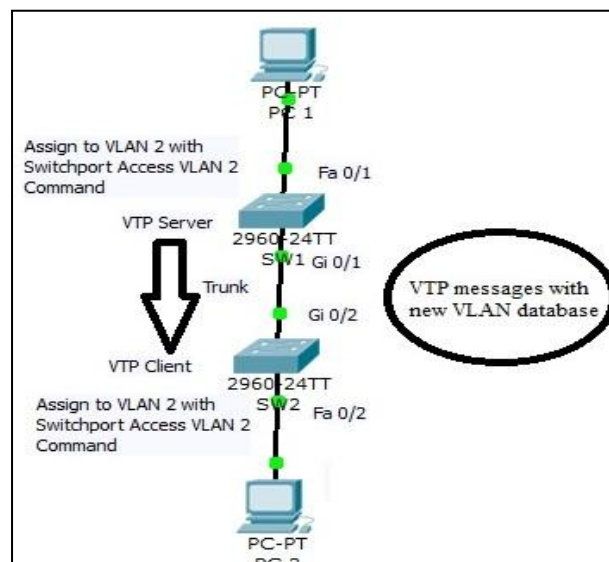 PC-PT
PC 1
Assign to VLAN 2 with
Switchport Access VLAN 2
Command
Fa 0/1
VTP Server
2960-24TT
SW1
Gi 0/1
Trunk
VTP messages with
new VLAN database
Gi 0/2
VTP Client
2960-24TT
SW2
Assign to VLAN 2 with
Switchport Access VLAN 2
Command
Fa 0/2
PC-PT
PC 2